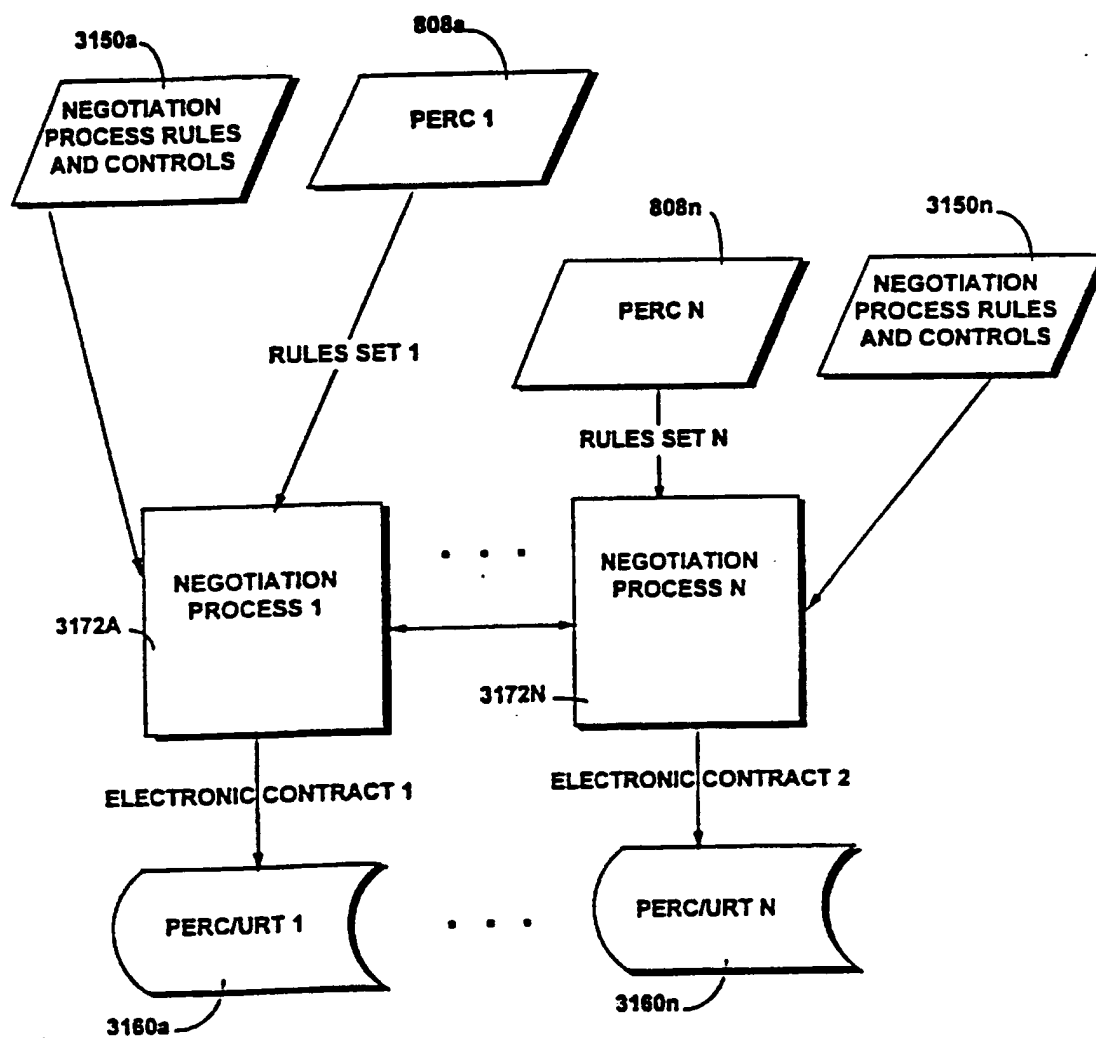 3150a
808a
NEGOTIATION
PROCESS RULES
AND CONTROLS
PERC 1
808n
3150n
PERC N
NEGOTIATION
PROCESS RULES
AND CONTROLS
RULES SET 1
RULES SET N
NEGOTIATION
PROCESS 1
NEGOTIATION
PROCESS N
3172A
3172N
ELECTRONIC CONTRACT 1
ELECTRONIC CONTRACT 2
PERC/URT 1
PERC/URT N
3160a
3160n